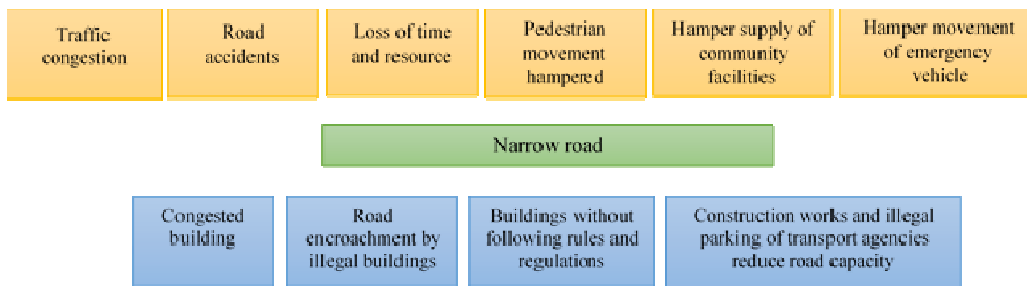 Traffic
congestion
Road
accidents
Loss of time
and resource
Pedestrian
movement
hampered
Hamper supply of
community
facilities
Hamper movement
of emergency
vehicle
Narrow road
Congested
building
Road
encroachment by
illegal buildings
Buildings without
following rules and
regulations
Construction works and illegal
parking of transport agencies
reduce road capacity